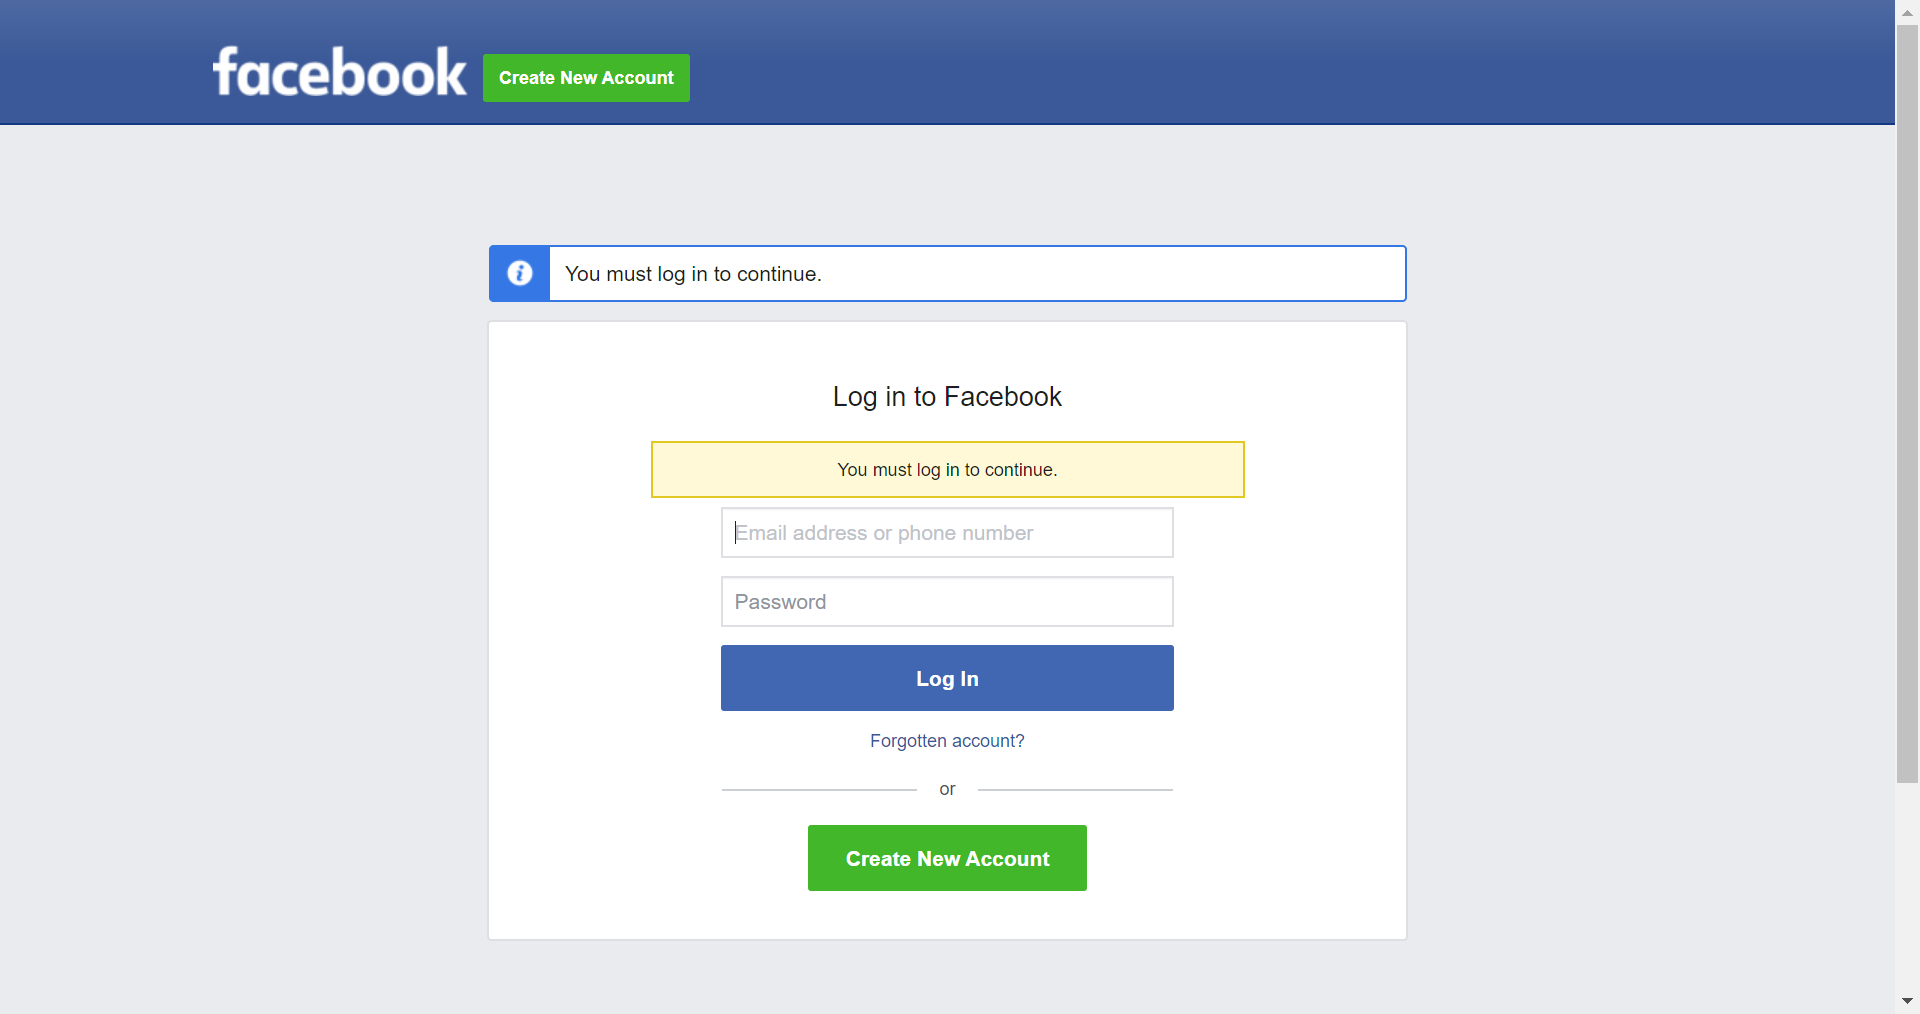 facebook
Create New Account
You must log in to continue.
Log in to Facebook
You must log in to continue.
Email address or phone number
Password
Log In
Forgotten account?
or
Create New Account